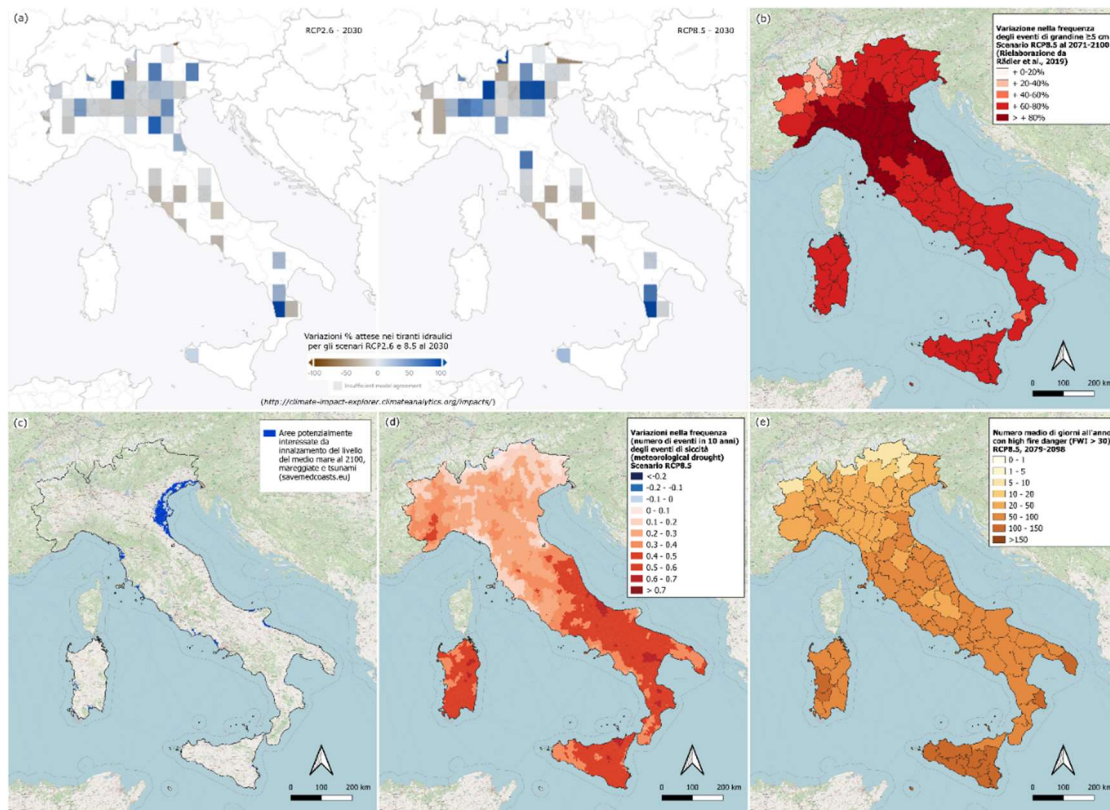 (a)
RCP2.6 - 2030
RCP8.5 - 2030
Variazioni % attese nei tiranti idraulici
per gli scenari RCP2.6 e 8.5 al 2030
-100 -50 0 50 100
Insufficient model agreement
(http://climate-impact-explorer.climateanalytics.org/impacts/)
(b)
Variazione nella frequenza
degli eventi di grandine ≥5 cm
Scenario RCP8.5 al 2071-2100
(Rielaborazione da
Rädler et al., 2019)
+ 0-20%
+ 20-40%
+ 40-60%
+ 60-80%
> + 80%
0 100 200 km
(c)
Aree potenzialmente
interessate da
innalzamento del livello
del medio mare al 2100,
mareggiate e tsunami
(savemedcoasts.eu)
0 100 200 km
(d)
Variazioni nella frequenza
(numero di eventi in 10 anni)
degli eventi di siccità
(meteorological drought)
Scenario RCP8.5
<-0.2
-0.2 - -0.1
-0.1 - 0
0 - 0.1
0.1 - 0.2
0.2 - 0.3
0.3 - 0.4
0.4 - 0.5
0.5 - 0.6
0.6 - 0.7
> 0.7
0 100 200 km
(e)
Numero madio di giorni all'anno
con high fire danger (FWI > 30)
RCP8.5, 2079-2098
0 - 1
1 - 5
5 - 10
10 - 20
20 - 50
50 - 100
100 - 150
>150
0 100 200 km